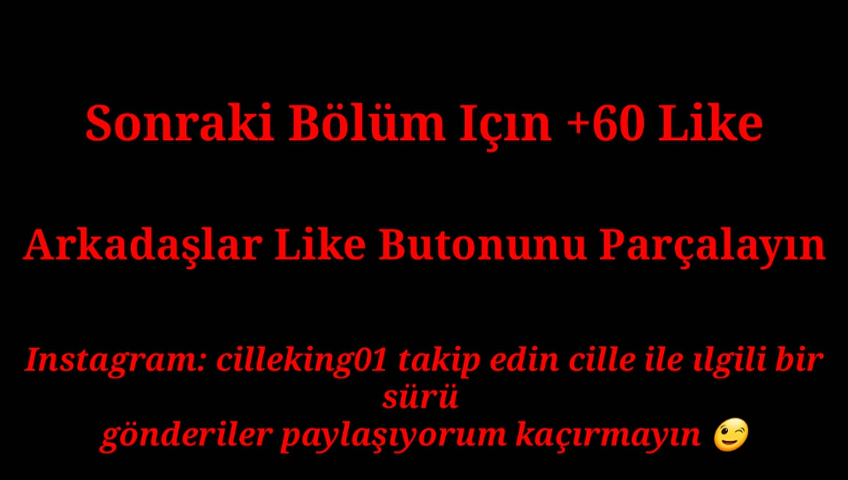 Sonraki Bölüm Içın +60 Like
Arkadaşlar Like Butonunu Parçalayın
Instagram: cilleking01 takip edin cille ile ılgili bir
sürü
gönderiler paylaşıyorum kaçırmayın 😉